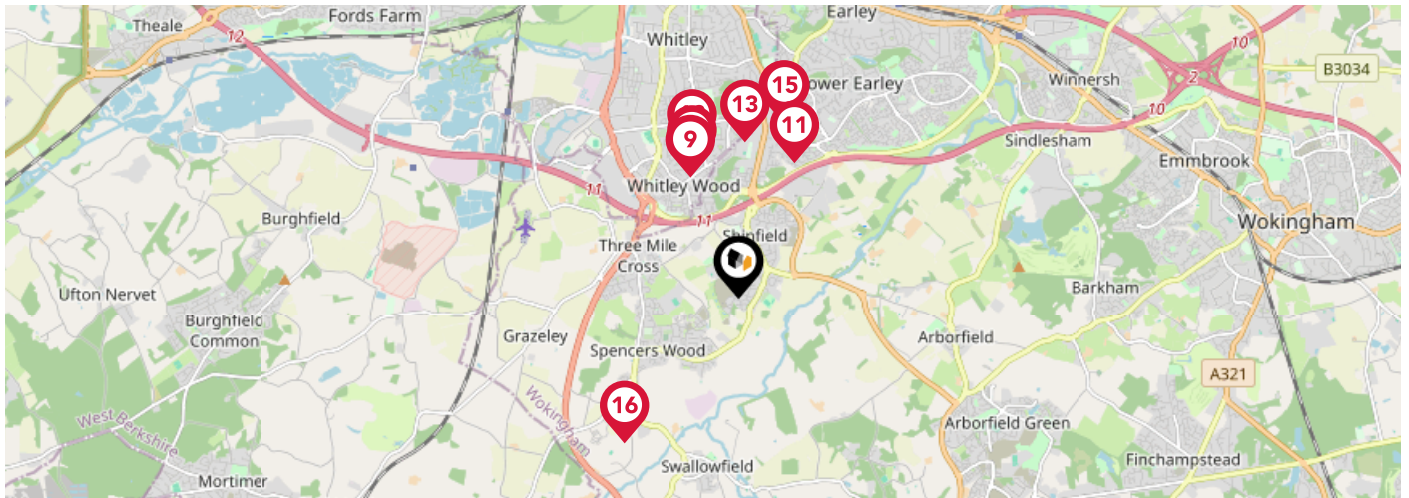 Fords Farm
Earley
Theale
12
Whitley
10
B3034
2
15
ower Earley
Winnersh
13
10
11
9
Sindlesham
Emmbrook
11
Whitley Wood
Burghfield
11
Wokingham
Shinfield
Three Mile
Cross
Ufton Nervet
Barkham
Burghfield
Common
Grazeley
Arborfield
Spencers Wood
A321
16
Wokingham
West Berkshire
Arborfield Green
Swallowfield
Finchampstead
Mortimer